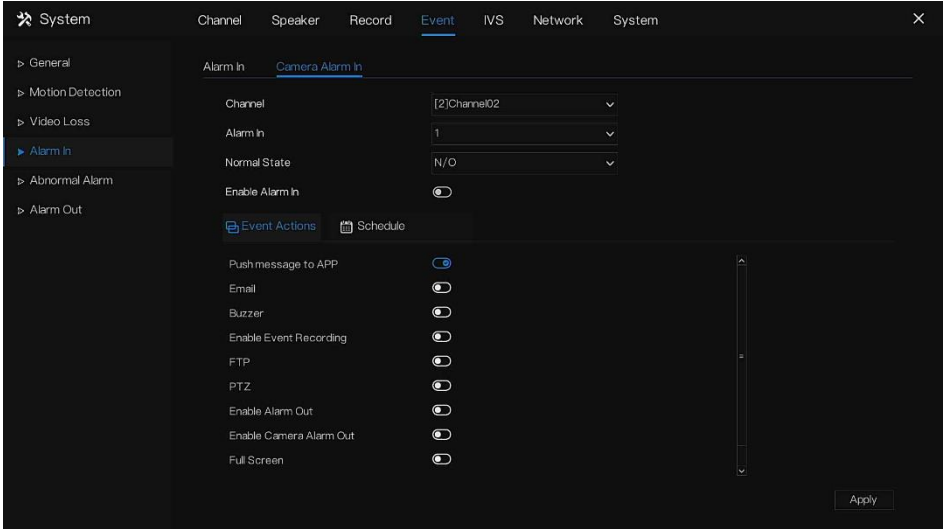 System Channel Speaker Record Event IVS Network System
General
Motion Detection
Video Loss
Alarm In
Abnormal Alarm
Alarm Out
Alarm In Camera Alarm In
Channel [2]Channel02
Alarm In 1
Normal State N/O
Enable Alarm In
Event Actions Schedule
Push message to APP
Email
Buzzer
Enable Event Recording
FTP
PTZ
Enable Alarm Out
Enable Camera Alarm Out
Full Screen
Apply